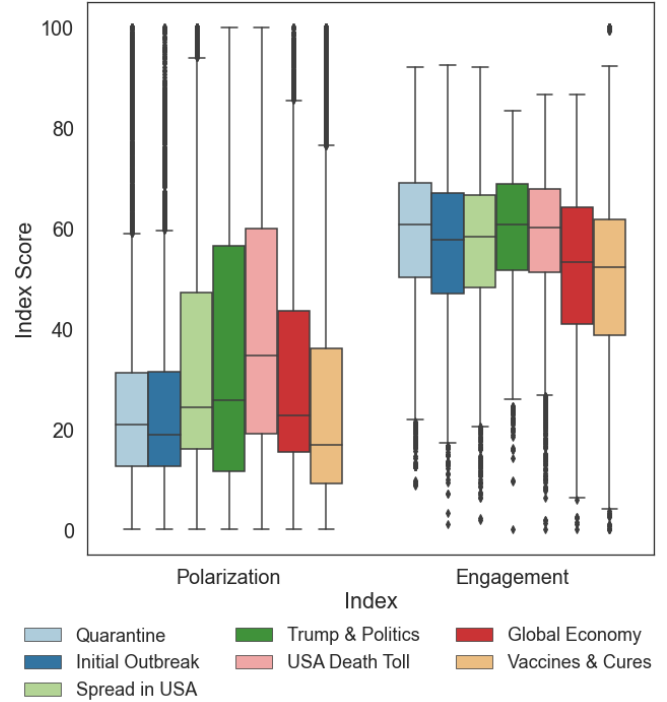 100
80
60
40
20
0
Index Score
Polarization
Engagement
Index
Quarantine
Trump & Politics
Global Economy
Initial Outbreak
USA Death Toll
Vaccines & Cures
Spread in USA